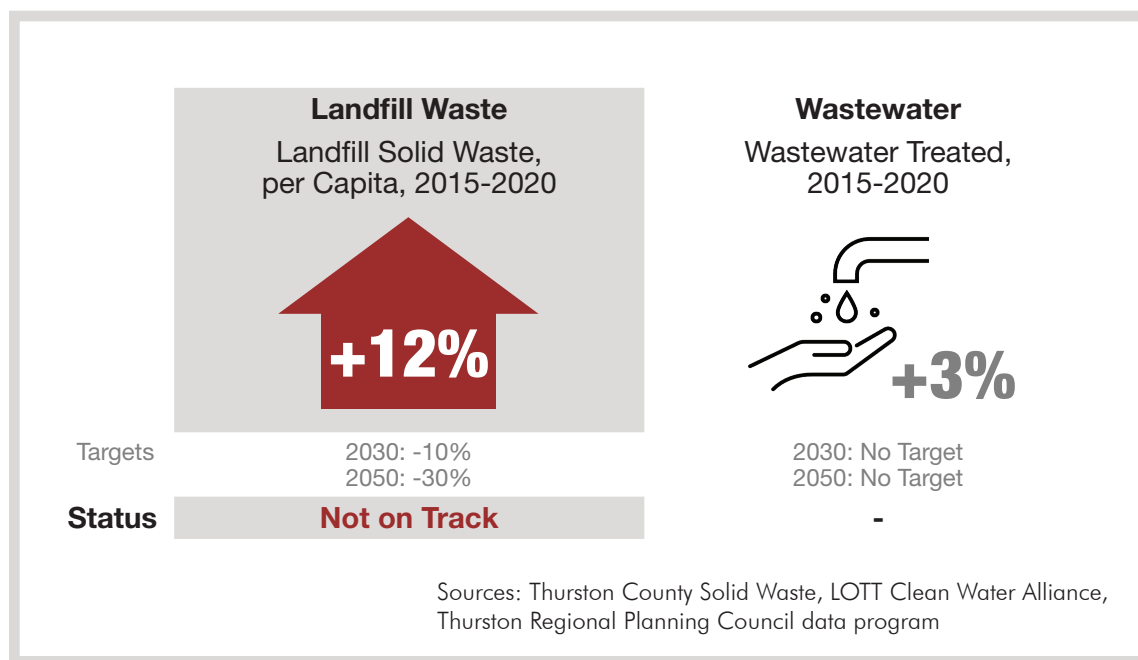 Landfill Waste
Landfill Solid Waste,
per Capita, 2015-2020
+12%
Wastewater
Wastewater Treated,
2015-2020
+3%
Targets
2030: -10%
2050: -30%
2030: No Target
2050: No Target
Status
Not on Track
-
Sources: Thurston County Solid Waste, LOTT Clean Water Alliance,
Thurston Regional Planning Council data program